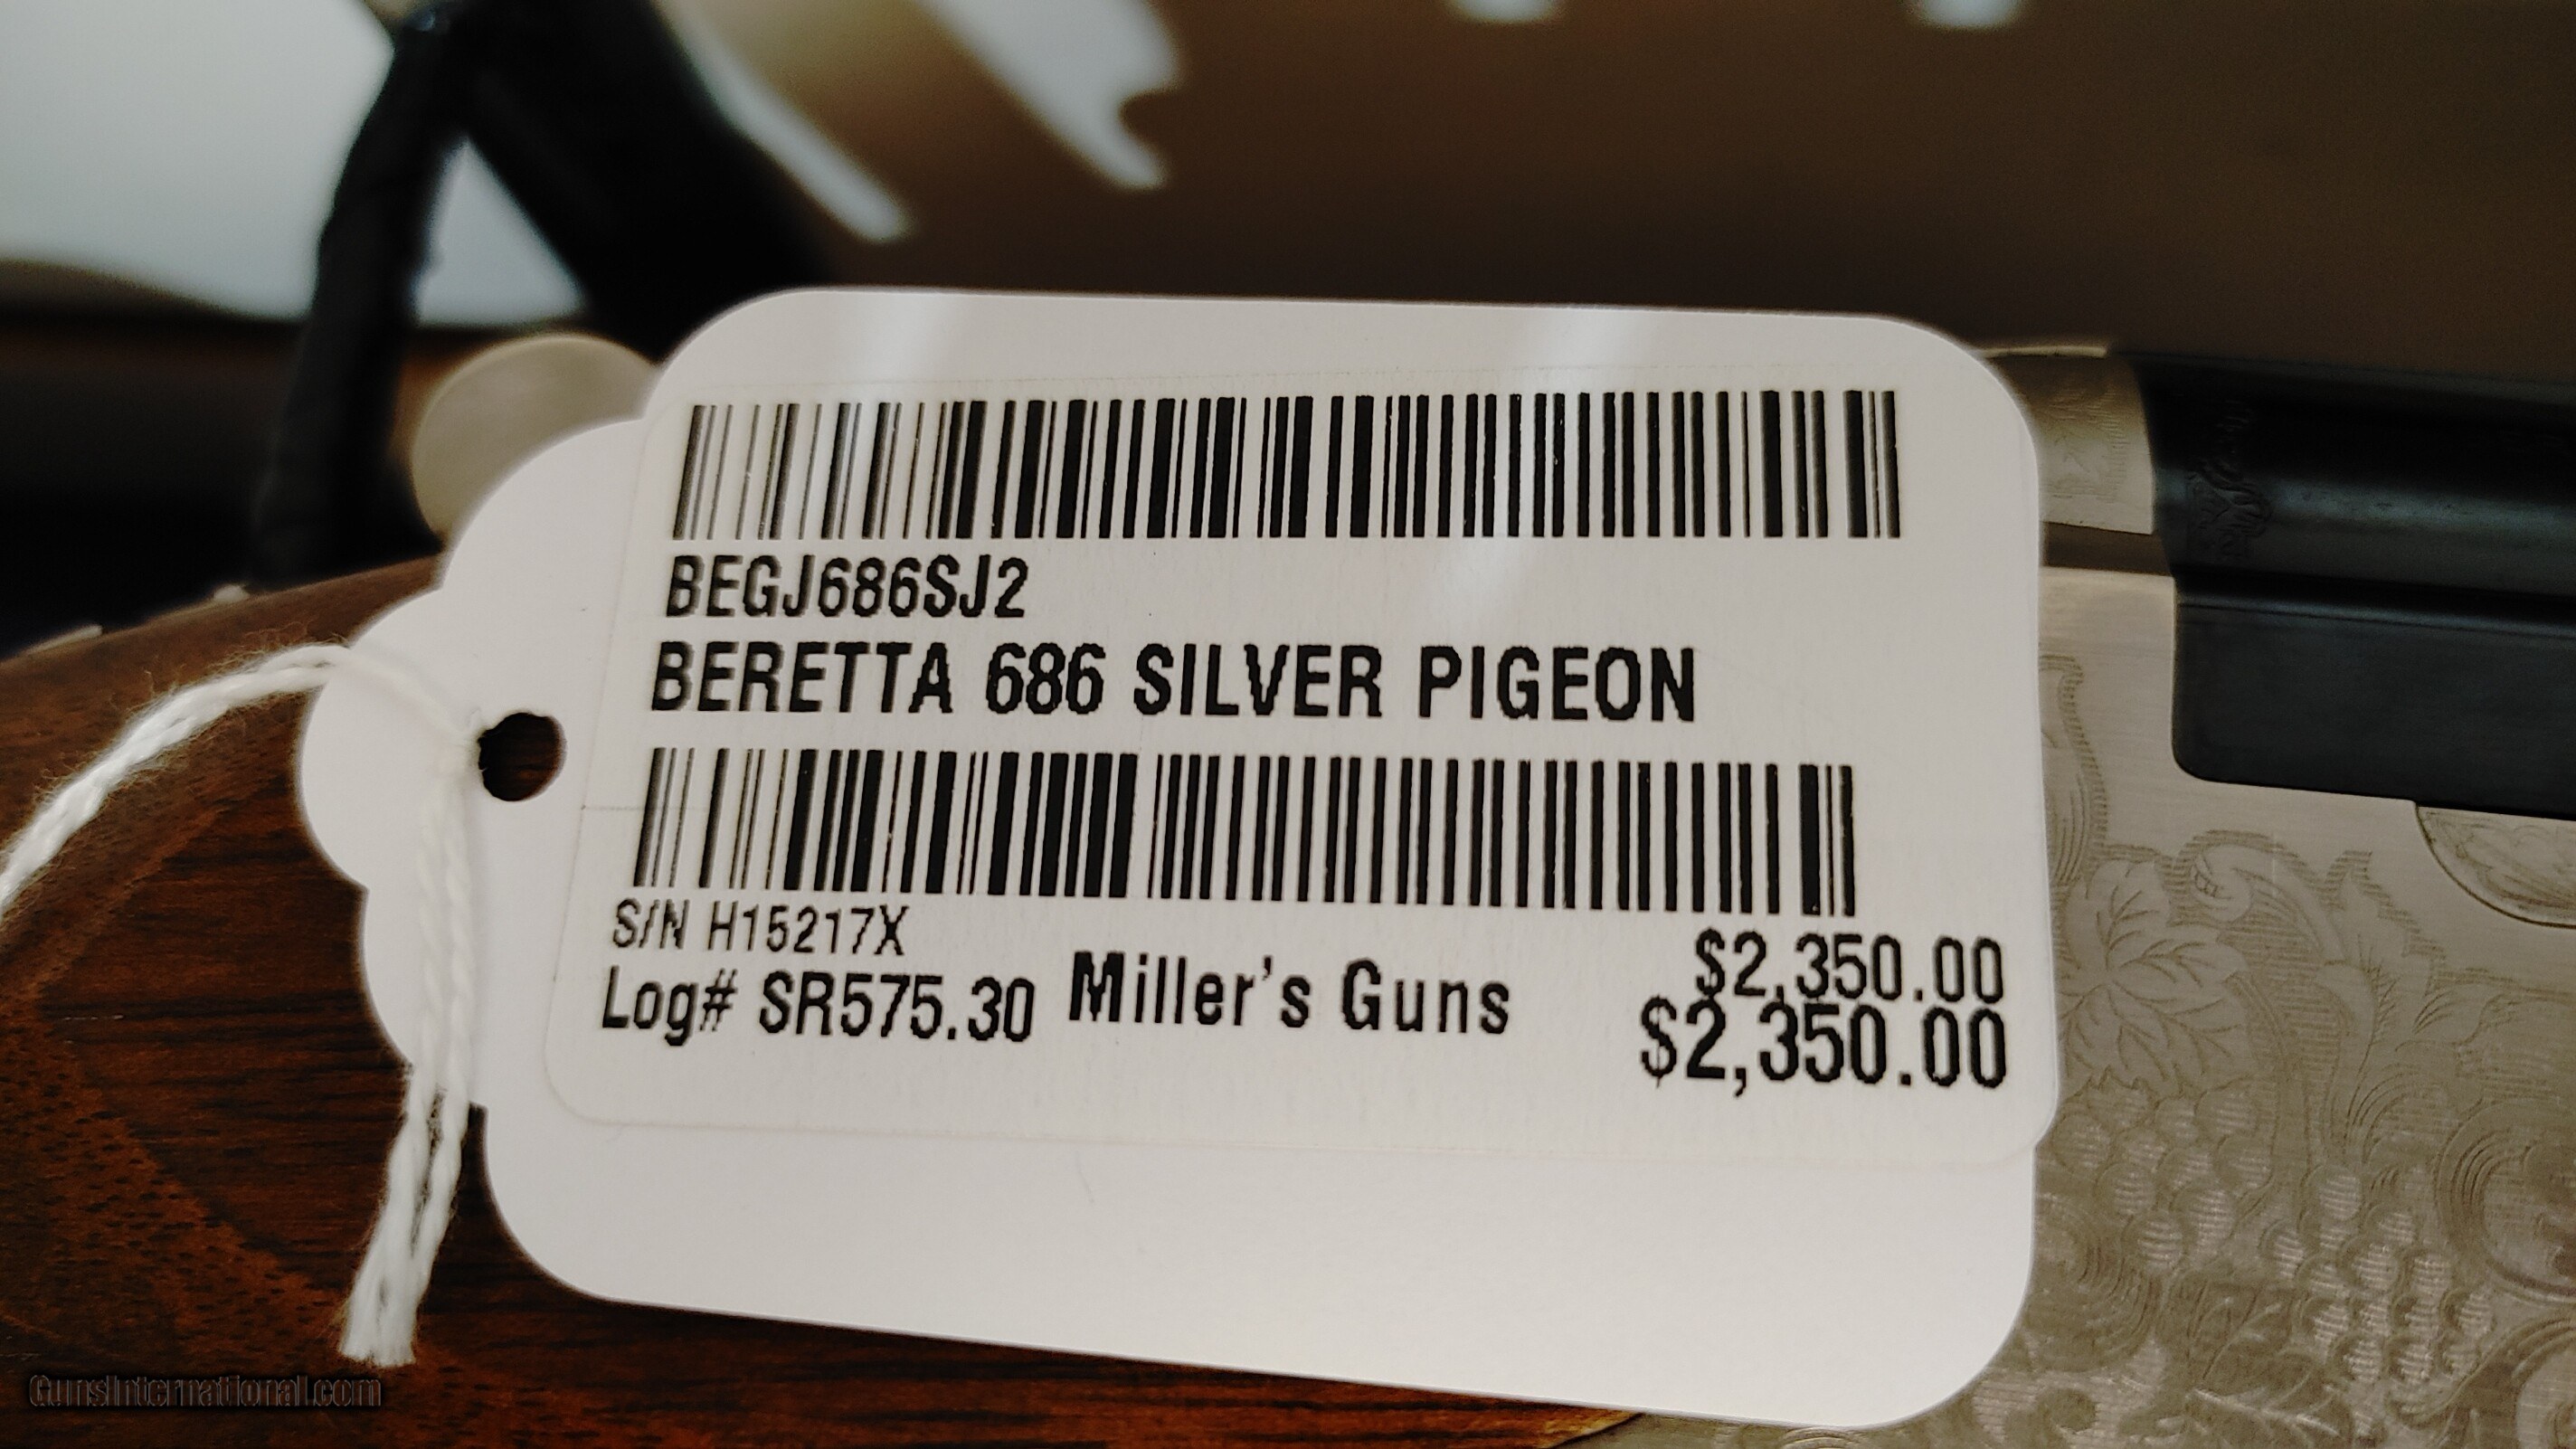 BEGJ686SJ2
BERETTA 686 SILVER PIGEON
S/N H15217X
$2,350.00
Log# SR575.30 Miller's Guns
$2,350.00
GunsInternational.com